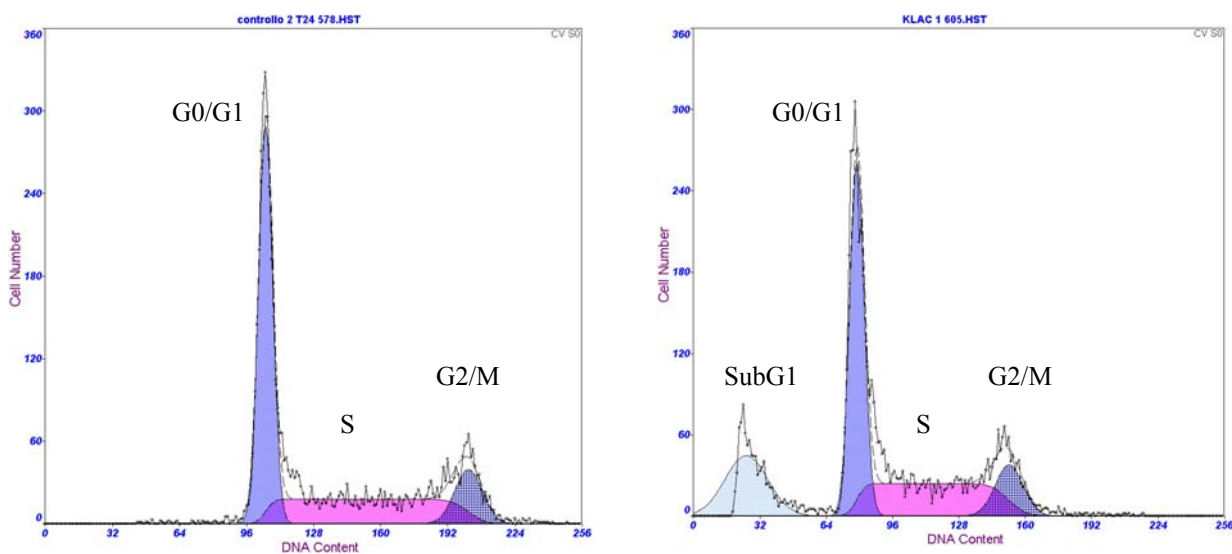 controllo 2 T24 578.HST
CV S0
360
300
240
180
120
60
0
Cell Number
G0/G1
S
G2/M
0 32 64 96 128 160 192 224 256
DNA Content
KLAC 1 605.HST
CV S0
360
300
240
180
120
60
0
Cell Number
G0/G1
SubG1
S
G2/M
0 32 64 96 128 160 192 224 256
DNA Content